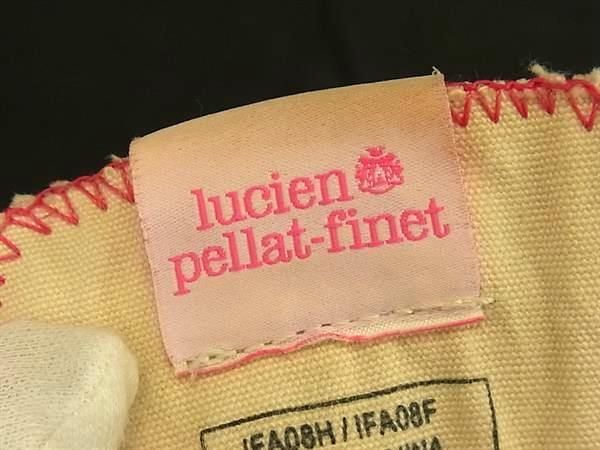 lucien
pellat-finet
IFA08H / IFA08F